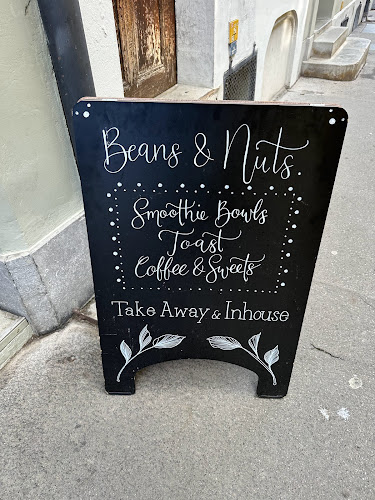 Beans & Nuts.
Smoothie Bowls
Toast
Coffee & Sweets
Take Away & Inhouse